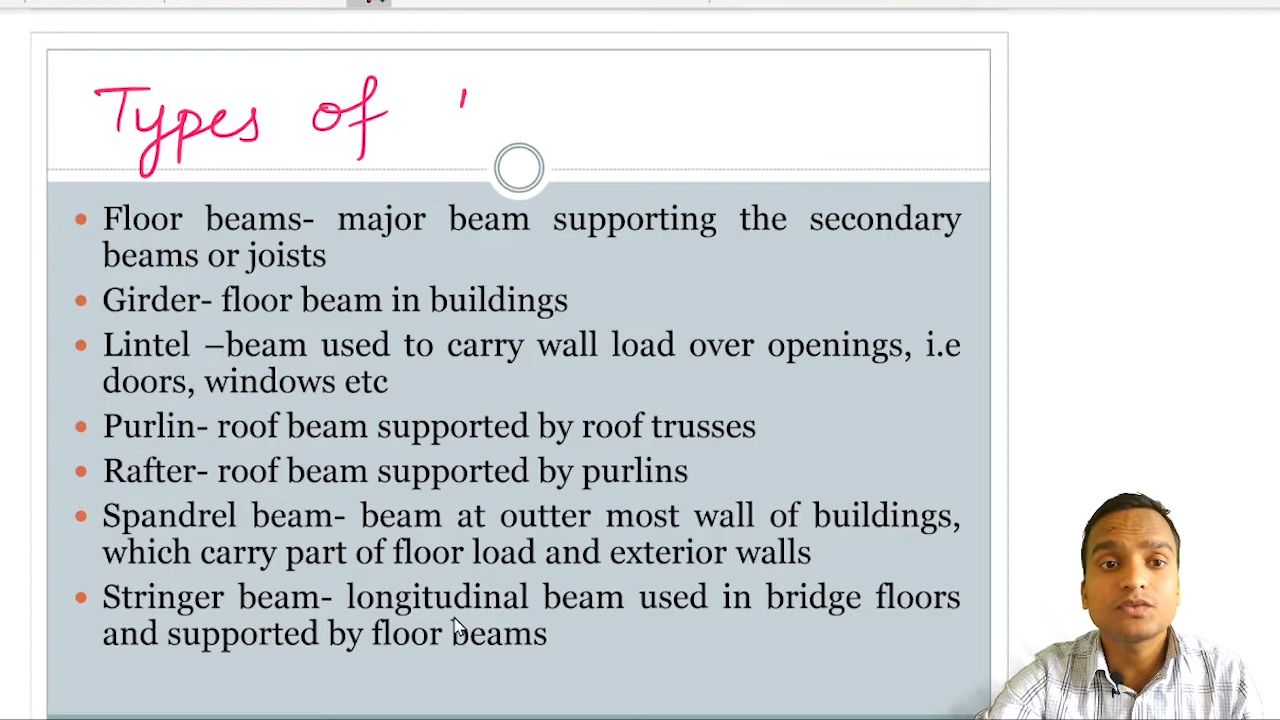 Types of
• Floor beams- major beam supporting the secondary
beams or joists
• Girder- floor beam in buildings
• Lintel –beam used to carry wall load over openings, i.e
doors, windows etc
• Purlin- roof beam supported by roof trusses
• Rafter- roof beam supported by purlins
• Spandrel beam- beam at outter most wall of buildings,
which carry part of floor load and exterior walls
• Stringer beam- longitudinal beam used in bridge floors
and supported by floor beams